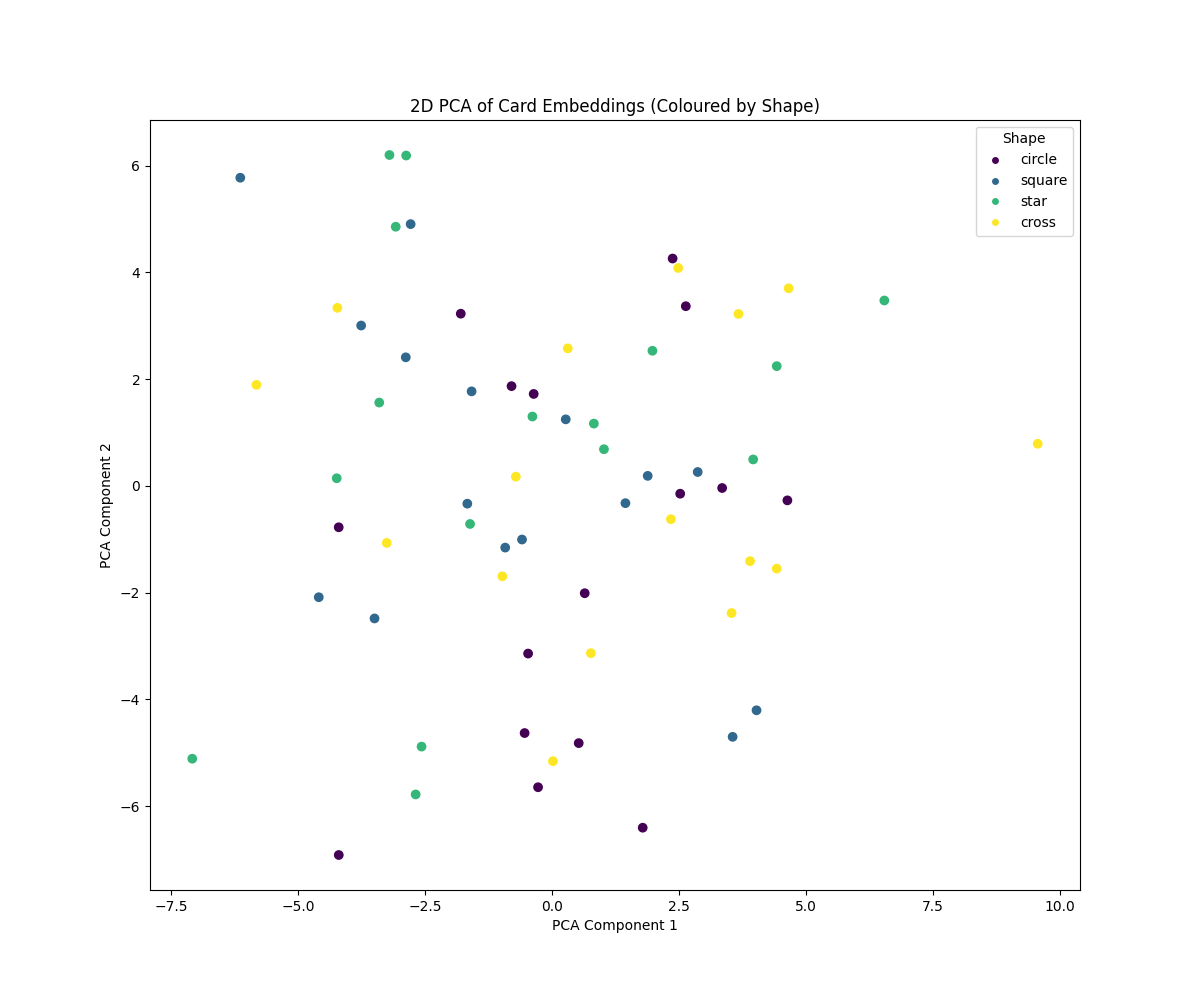 2D PCA of Card Embeddings (Coloured by Shape)
Shape
circle
square
star
cross
6
4
2
0
−2
−4
−6
PCA Component 2
−7.5 −5.0 −2.5 0.0 2.5 5.0 7.5 10.0
PCA Component 1